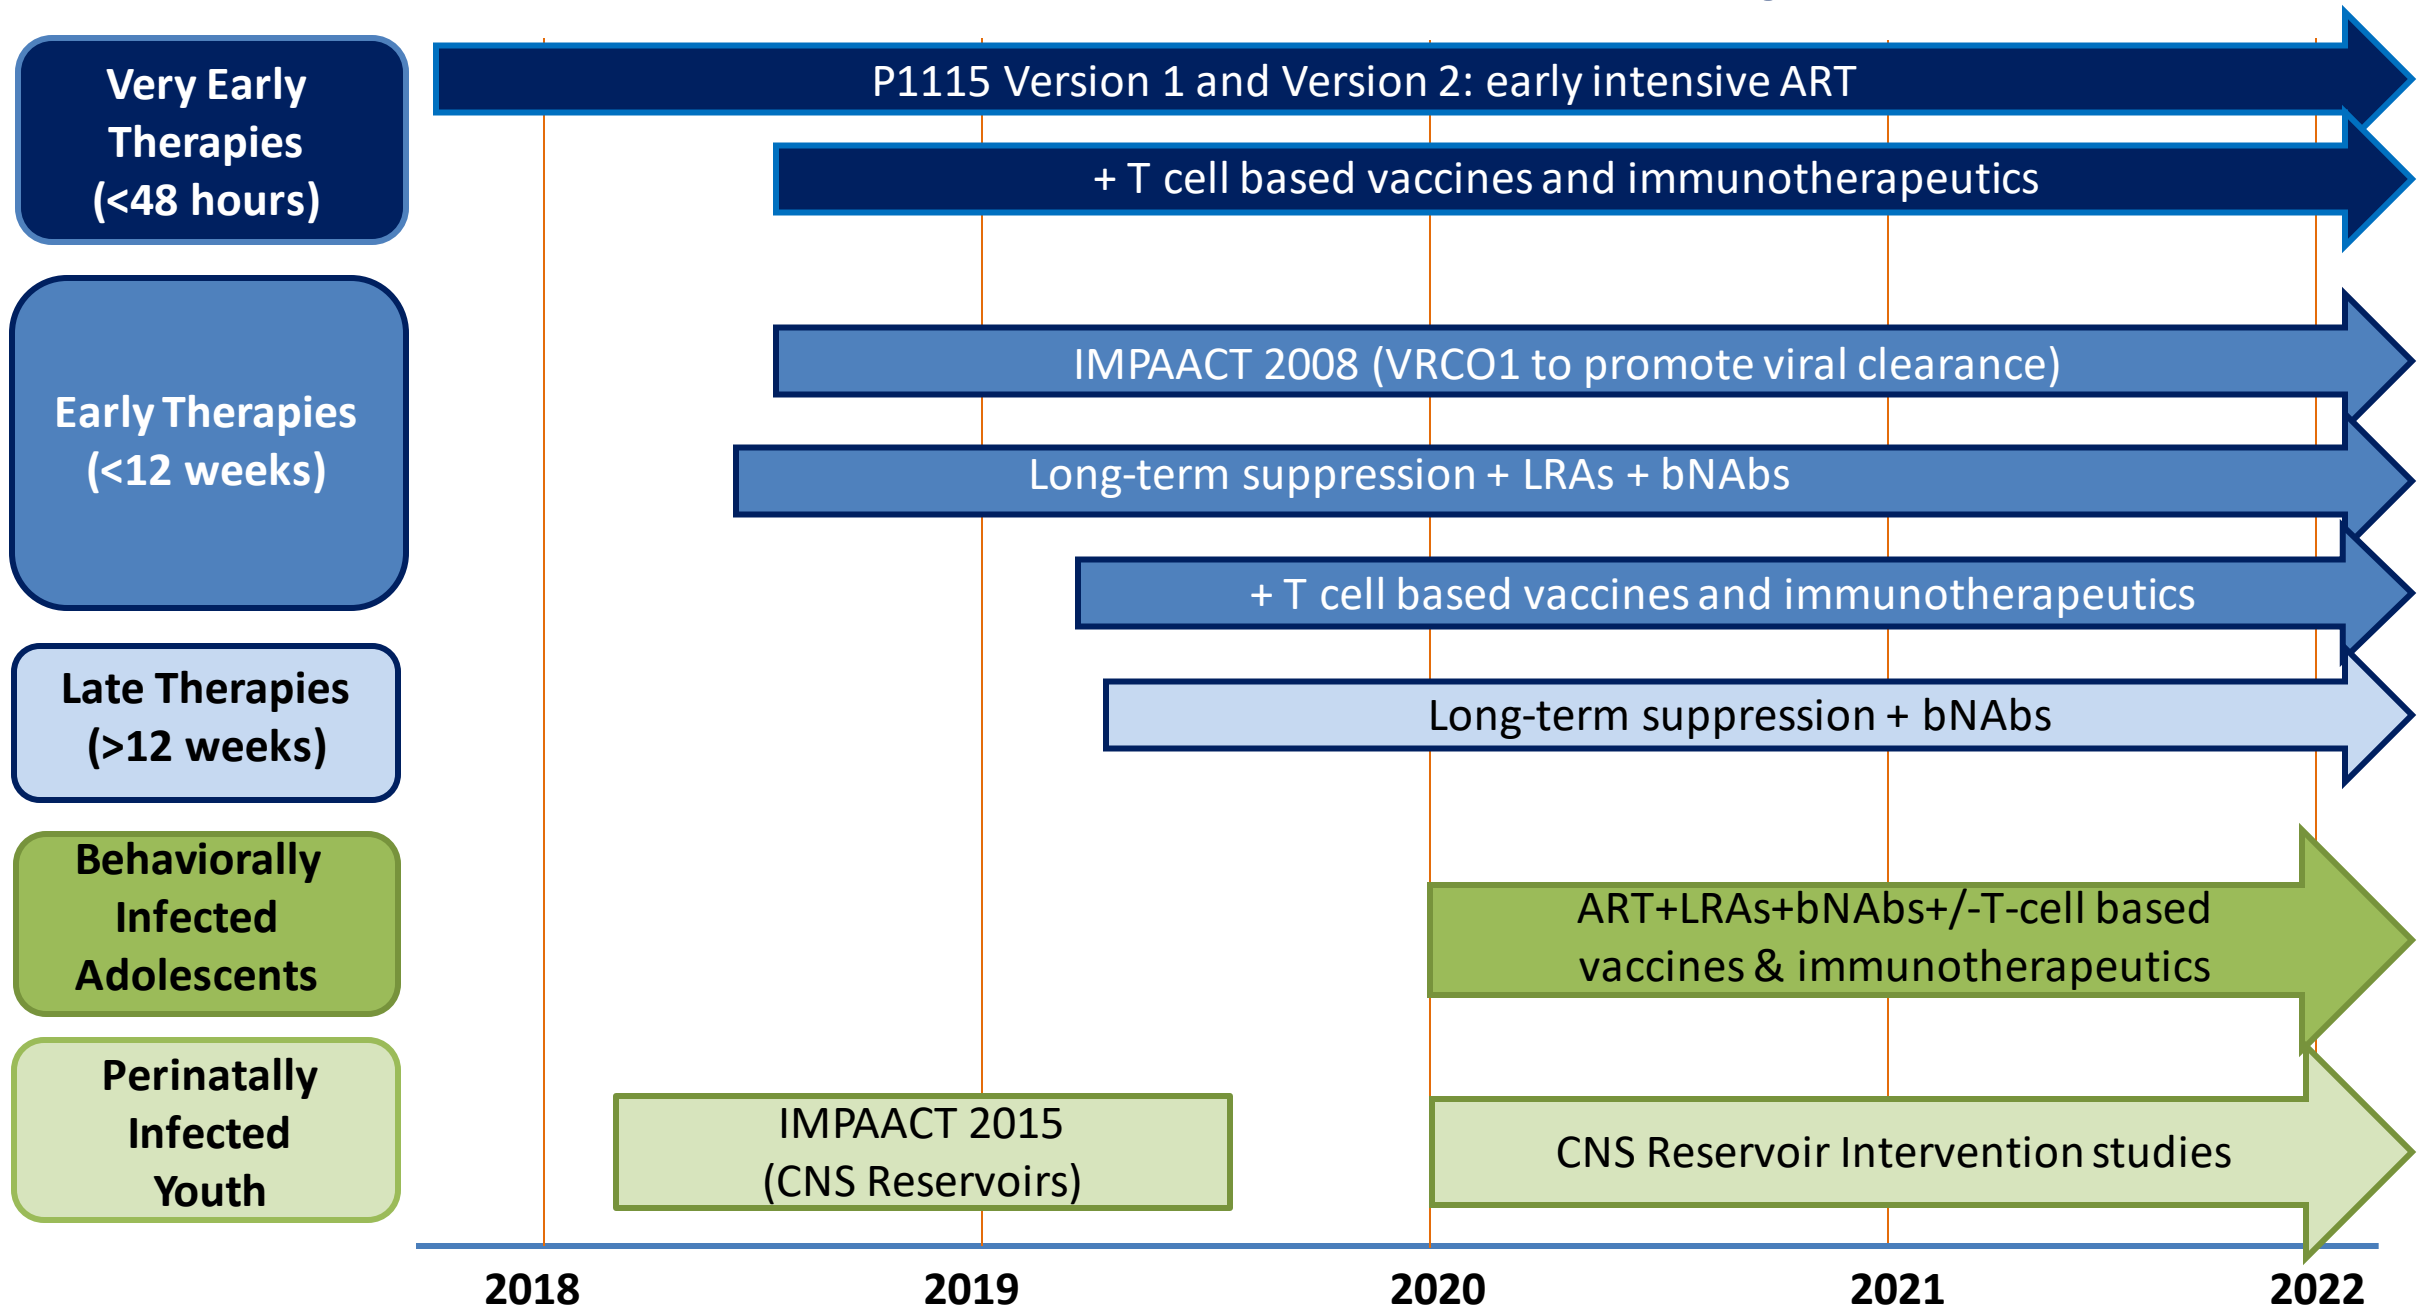 Very Early
Therapies
(<48 hours)
P1115 Version 1 and Version 2: early intensive ART
+ T cell based vaccines and immunotherapeutics
Early Therapies
(<12 weeks)
IMPAACT 2008 (VRCO1 to promote viral clearance)
Long-term suppression + LRAs + bNAbs
+ T cell based vaccines and immunotherapeutics
Late Therapies
(>12 weeks)
Long-term suppression + bNAbs
Behaviorally
Infected
Adolescents
ART+LRAs+bNAbs+/-T-cell based
vaccines & immunotherapeutics
Perinatally
Infected
Youth
IMPAACT 2015
(CNS Reservoirs)
CNS Reservoir Intervention studies
2018
2019
2020
2021
2022